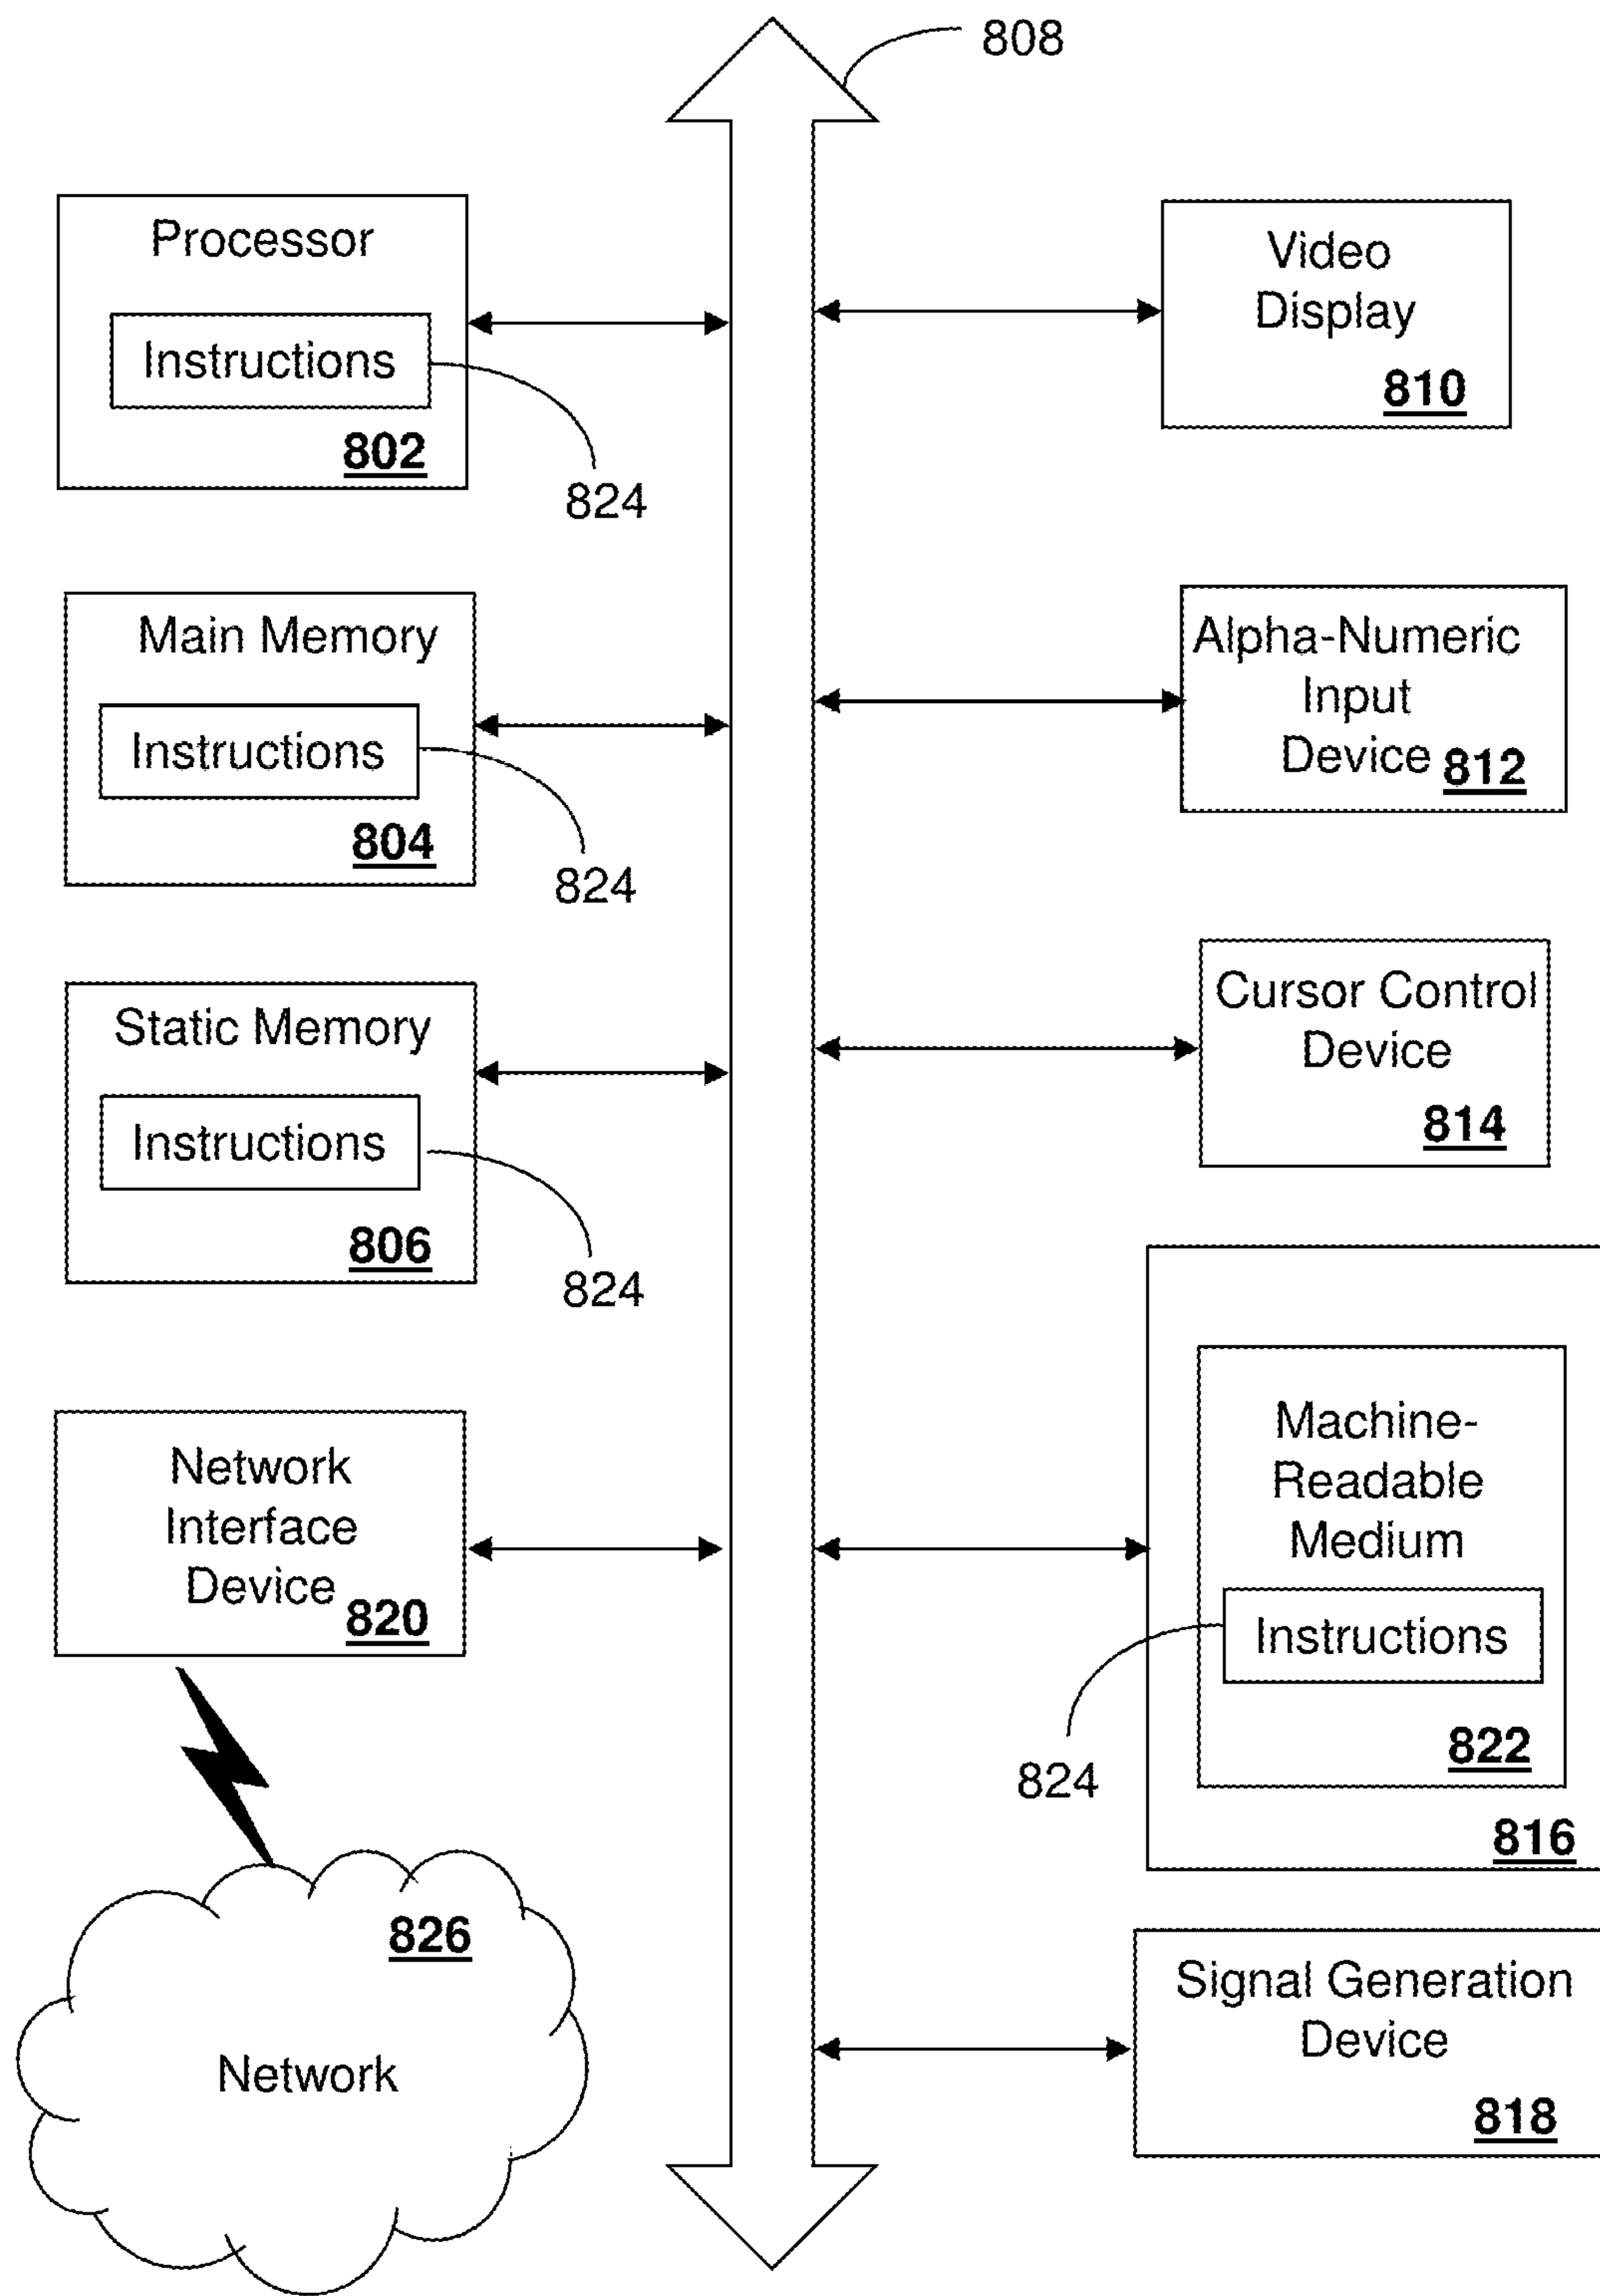 808
Processor
Instructions
802
824
Main Memory
Instructions
804
824
Static Memory
Instructions
806
824
Network
Interface
Device
820
826
Network
Video
Display
810
Alpha-Numeric
Input
Device
812
Cursor Control
Device
814
Machine-
Readable
Medium
Instructions
822
824
816
Signal Generation
Device
818